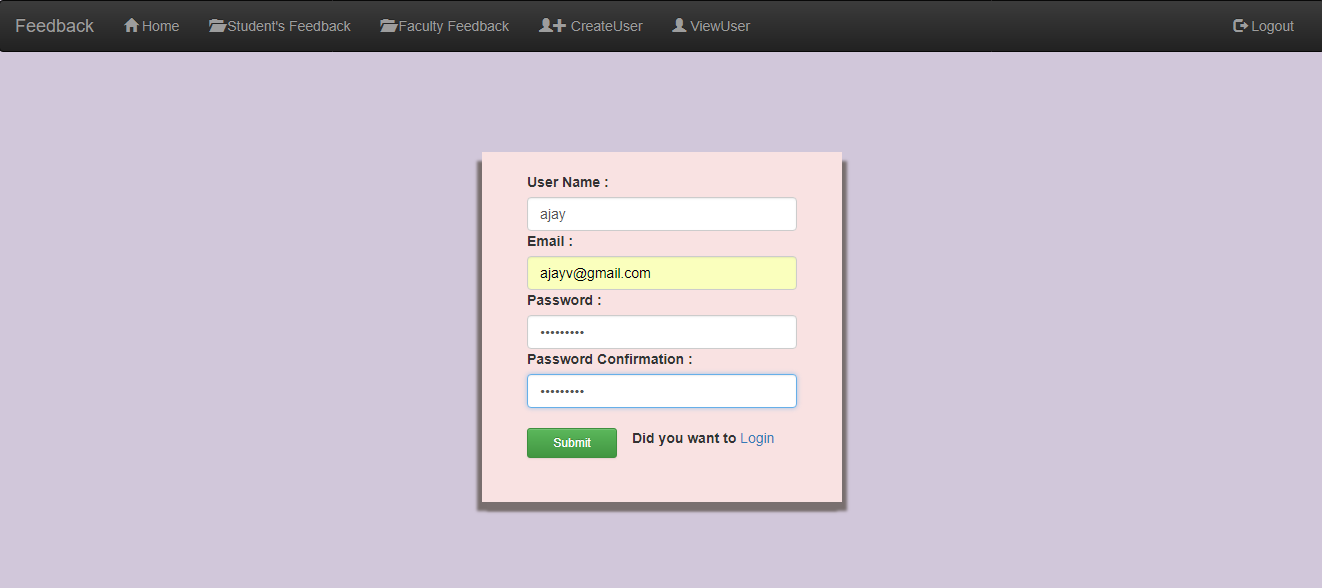 Feedback Home Student's Feedback Faculty Feedback CreateUser ViewUser Logout
User Name :
ajay
Email :
ajayv@gmail.com
Password :
•••••••••
Password Confirmation :
•••••••••
Submit Did you want to Login